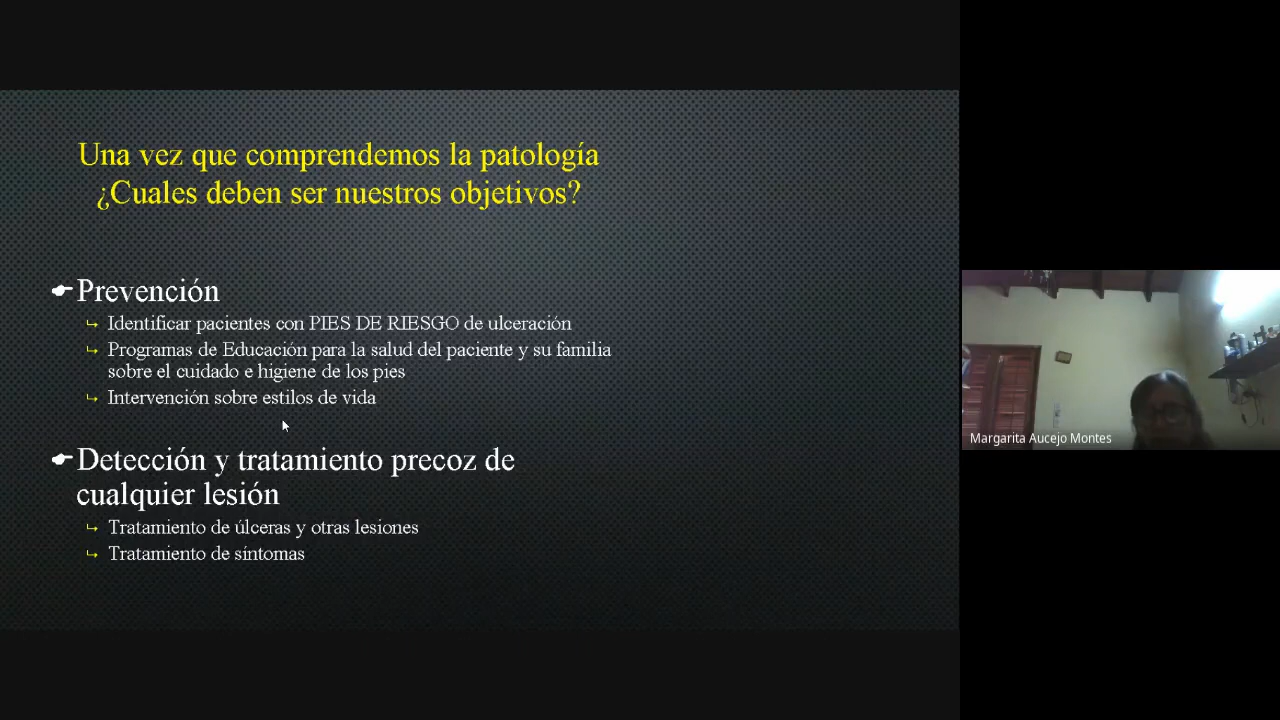 Una vez que comprendemos la patología
¿Cuales deben ser nuestros objetivos?
Prevención
Identificar pacientes con PIES DE RIESGO de ulceración
Programas de Educación para la salud del paciente y su familia
sobre el cuidado e higiene de los pies
Intervención sobre estilos de vida
Detección y tratamiento precoz de
cualquier lesión
Tratamiento de úlceras y otras lesiones
Tratamiento de síntomas
Margarita Aucejo Montes